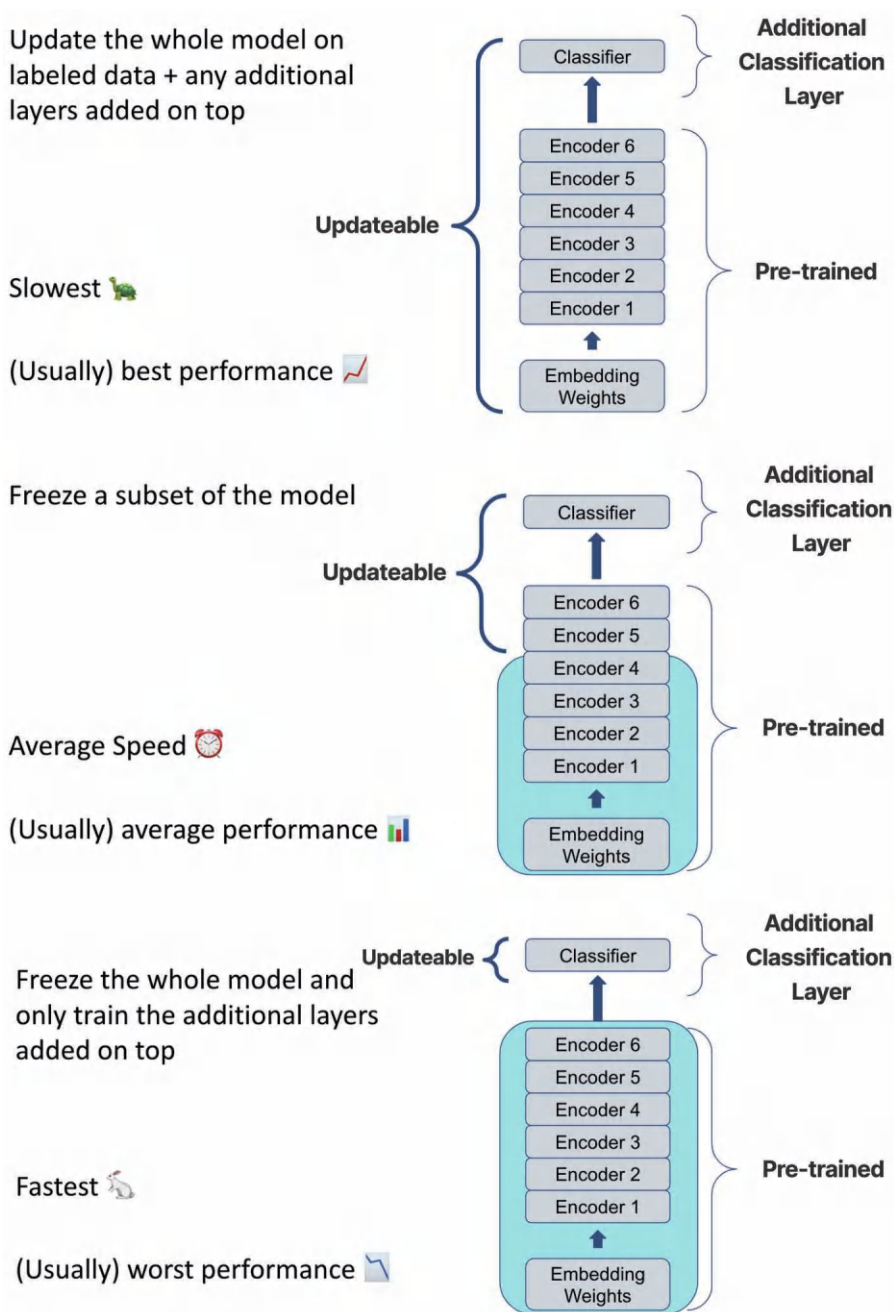 Update the whole model on
labeled data + any additional
layers added on top
Slowest 🐢
(Usually) best performance 📈
Updateable
Classifier
Encoder 6
Encoder 5
Encoder 4
Encoder 3
Encoder 2
Encoder 1
Embedding
Weights
Additional
Classification
Layer
Pre-trained
Freeze a subset of the model
Average Speed ⏰
(Usually) average performance 📊
Updateable
Classifier
Encoder 6
Encoder 5
Encoder 4
Encoder 3
Encoder 2
Encoder 1
Embedding
Weights
Additional
Classification
Layer
Pre-trained
Freeze the whole model and
only train the additional layers
added on top
Fastest 🐇
(Usually) worst performance 📉
Updateable
Classifier
Encoder 6
Encoder 5
Encoder 4
Encoder 3
Encoder 2
Encoder 1
Embedding
Weights
Additional
Classification
Layer
Pre-trained